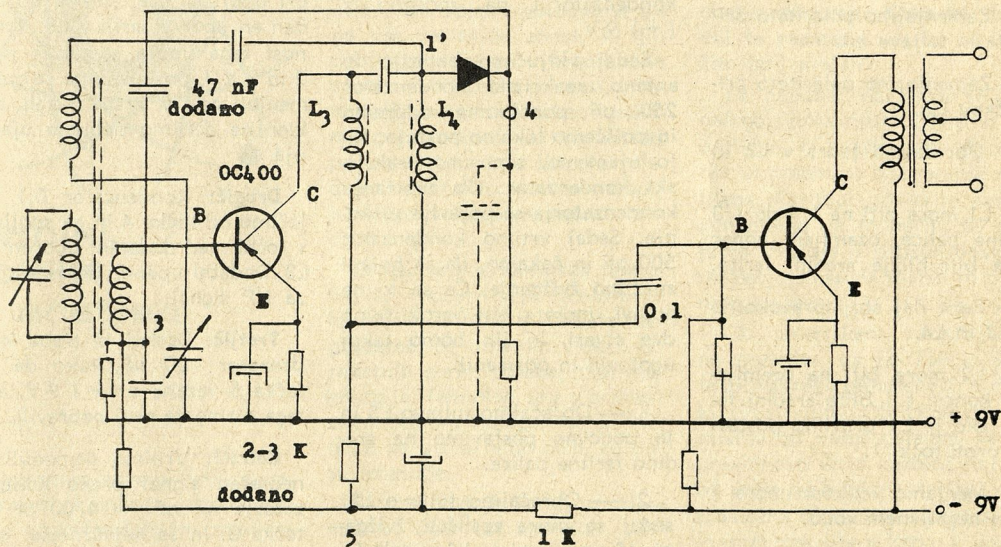 1'
47 nF
dodano
L3
L4
4
OC400
C
C
B
B
E
E
3
0,1
+ 9V
2-3 K
dodano
- 9V
5
1 K